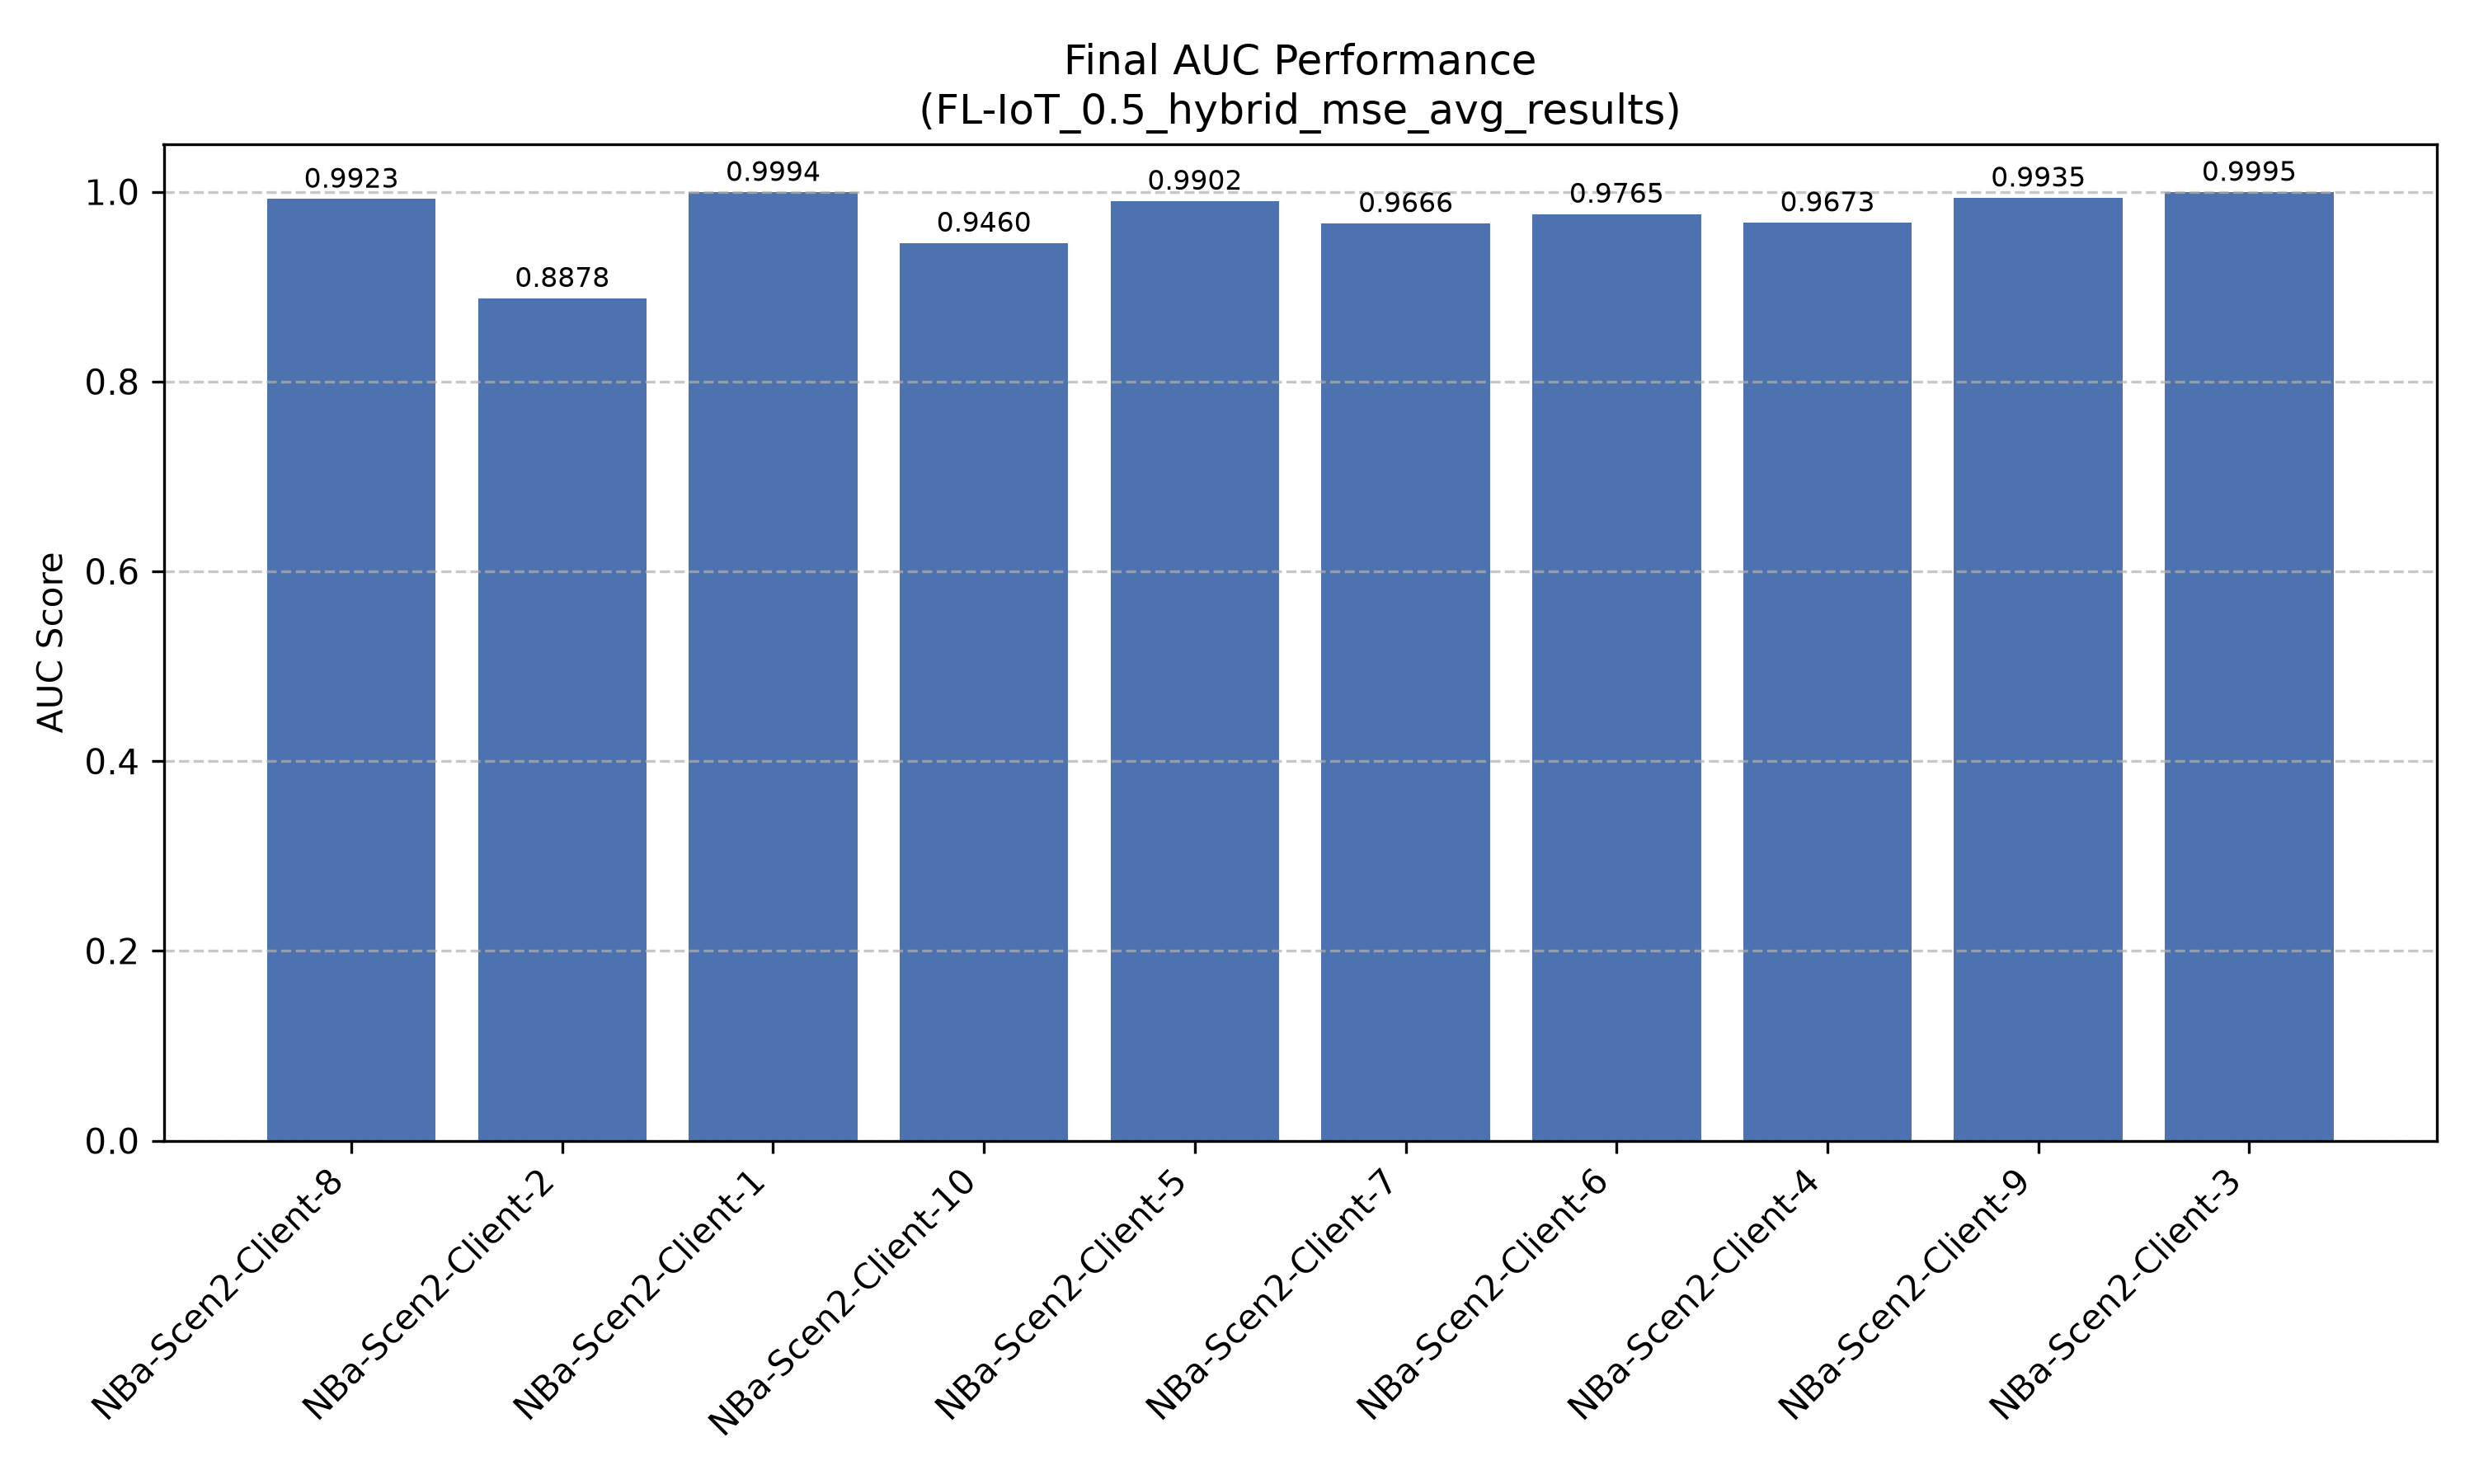 Final AUC Performance
(FL-IoT_0.5_hybrid_mse_avg_results)
0.9923
0.8878
0.9994
0.9460
0.9902
0.9666
0.9765
0.9673
0.9935
0.9995
1.0
0.8
0.6
0.4
0.2
0.0
AUC Score
NBa-Scen2-Client-8
NBa-Scen2-Client-2
NBa-Scen2-Client-1
NBa-Scen2-Client-10
NBa-Scen2-Client-5
NBa-Scen2-Client-7
NBa-Scen2-Client-6
NBa-Scen2-Client-4
NBa-Scen2-Client-9
NBa-Scen2-Client-3